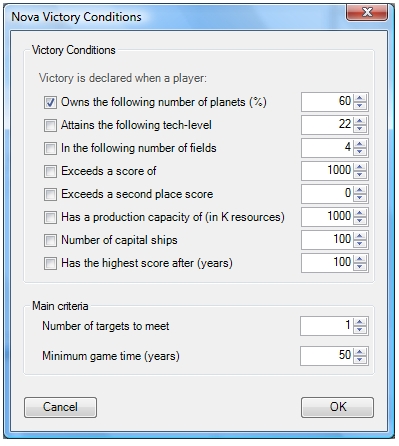 Nova Victory Conditions
Victory Conditions
Victory is declared when a player:
Owns the following number of planets (%) 60
Attains the following tech-level 22
In the following number of fields 4
Exceeds a score of 1000
Exceeds a second place score 0
Has a production capacity of (in K resources) 1000
Number of capital ships 100
Has the highest score after (years) 100
Main criteria
Number of targets to meet 1
Minimum game time (years) 50
Cancel OK